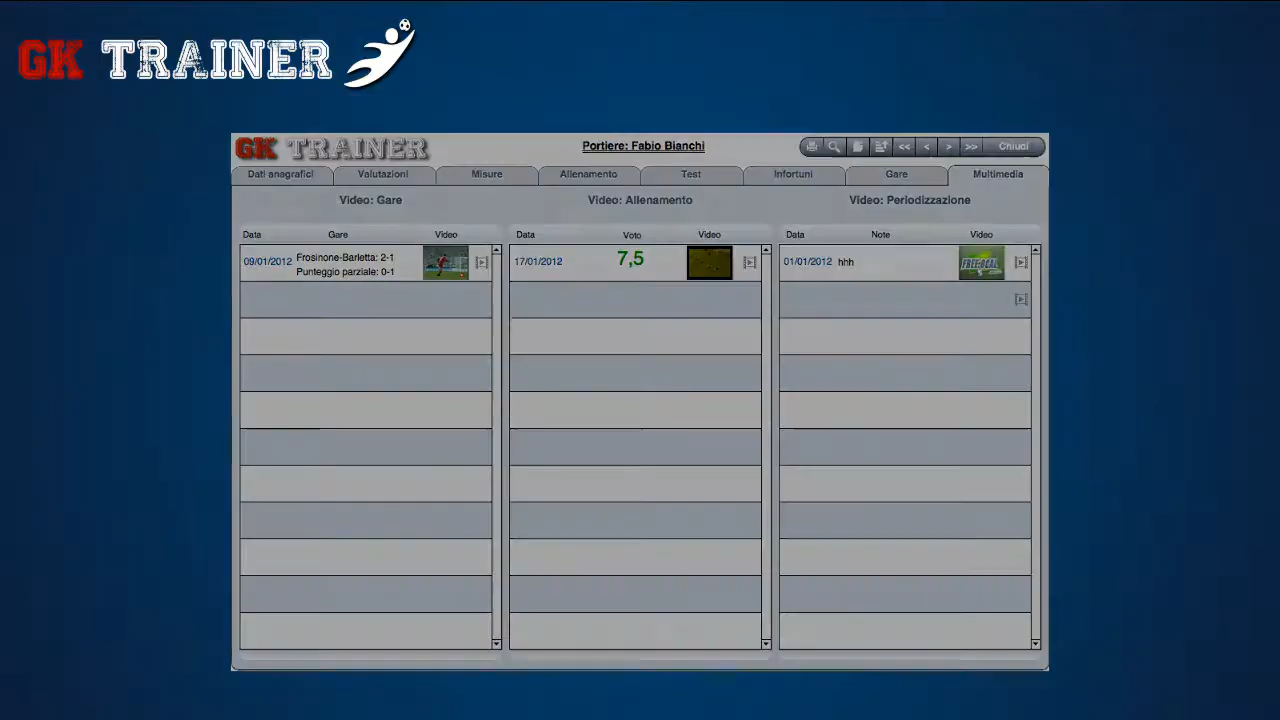 GK TRAINER
GK TRAINER
Portiere: Fabio Bianchi
<< < > >> Chiudi
Dati anagrafici Valutazioni Misure Allenamento Test Infortuni Gare Multimedia
Video: Gare Video: Allenamento Video: Periodizzazione
Data Gare Video Data Voto Video Data Note Video
09/01/2012 Frosinone-Barletta: 2-1 17/01/2012 7,5 01/01/2012 hhh
Punteggio parziale: 0-1